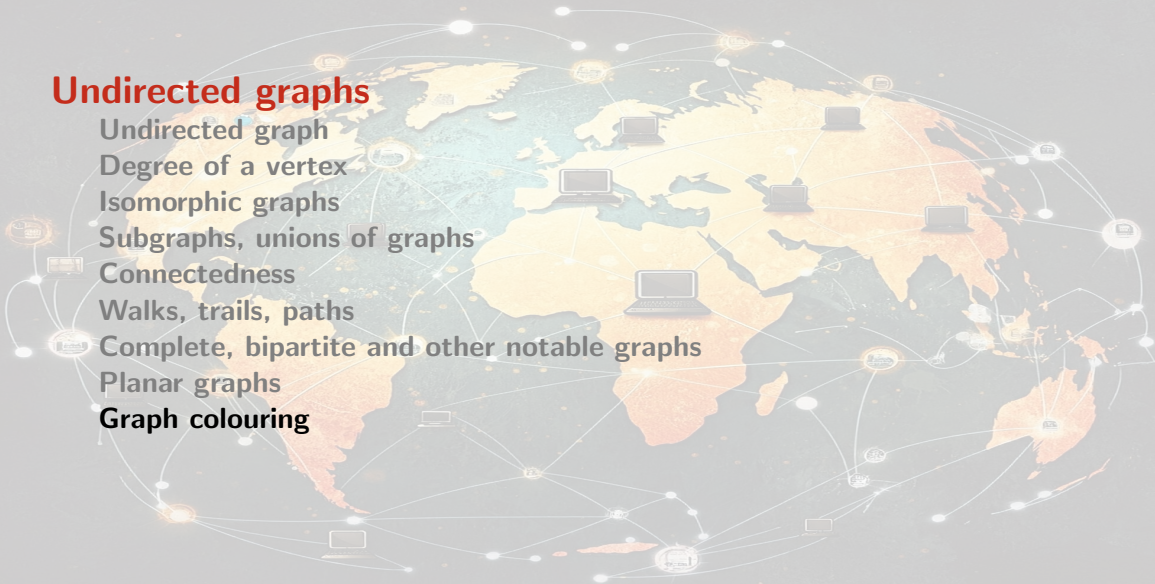 Undirected graphs
Undirected graph
Degree of a vertex
Isomorphic graphs
Subgraphs, unions of graphs
Connectedness
Walks, trails, paths
Complete, bipartite and other notable graphs
Planar graphs
Graph colouring